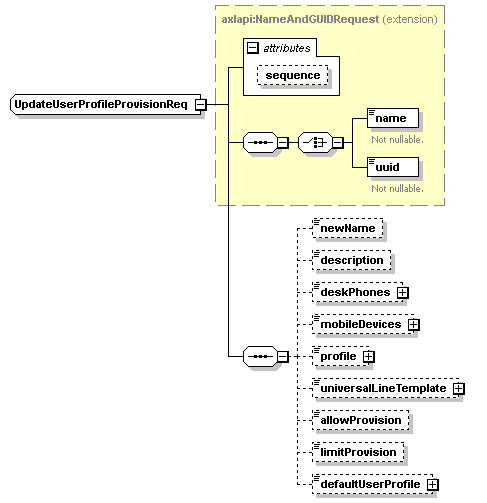 axlapi:NameAndGUIDRequest (extension)
attributes
sequence
UpdateUserProfileProvisionReq
name
Not nullable.
uuid
Not nullable.
newName
description
deskPhones
mobileDevices
profile
universalLineTemplate
allowProvision
limitProvision
defaultUserProfile